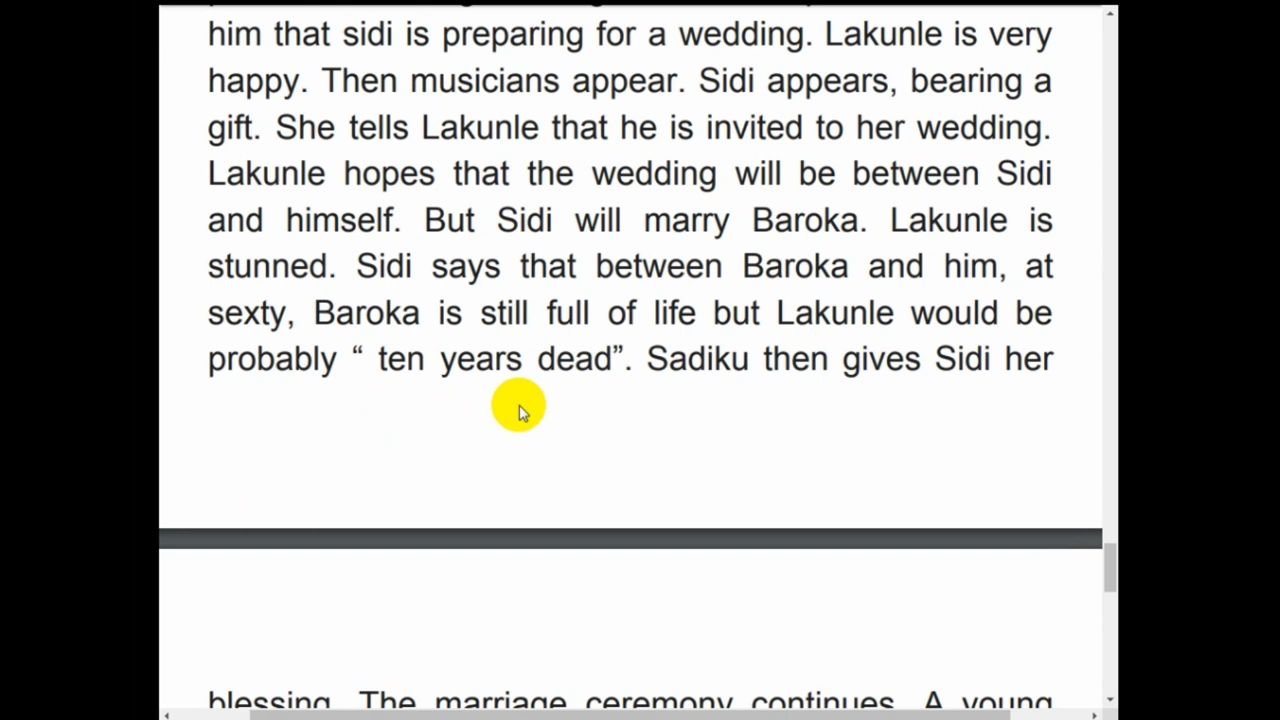 him that sidi is preparing for a wedding. Lakunle is very
happy. Then musicians appear. Sidi appears, bearing a
gift. She tells Lakunle that he is invited to her wedding.
Lakunle hopes that the wedding will be between Sidi
and himself. But Sidi will marry Baroka. Lakunle is
stunned. Sidi says that between Baroka and him, at
sexty, Baroka is still full of life but Lakunle would be
probably “ ten years dead”. Sadiku then gives Sidi her
blessing. The marriage ceremony continues. A young